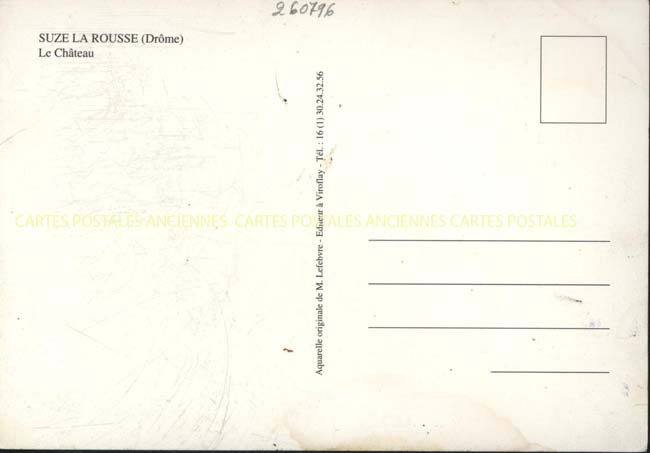 260796
SUZE LA ROUSSE (Drôme)
Le Château
Aquarelle originale de M. Lefebvre - Editeur à Viroflay - Tél. : 16 (1) 30.24.32.56
CARTES POSTALES ANCIENNES CARTES POSTALES ANCIENNES CARTES POSTALES